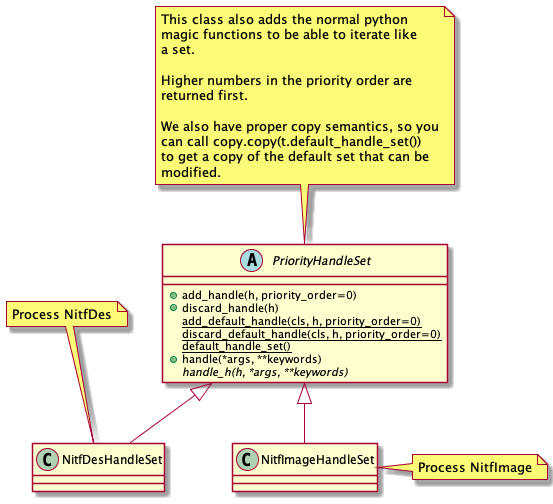 This class also adds the normal python
magic functions to be able to iterate like
a set.
Higher numbers in the priority order are
returned first.
We also have proper copy semantics, so you
can call copy.copy(t.default_handle_set())
to get a copy of the default set that can be
modified.
A PriorityHandleSet
add_handle(h, priority_order=0)
discard_handle(h)
add_default_handle(cls, h, priority_order=0)
discard_default_handle(cls, h, priority_order=0)
default_handle_set()
handle(*args, **keywords)
handle_h(h, *args, **keywords)
Process NitfDes
C NitfDesHandleSet
C NitfImageHandleSet
Process NitfImage